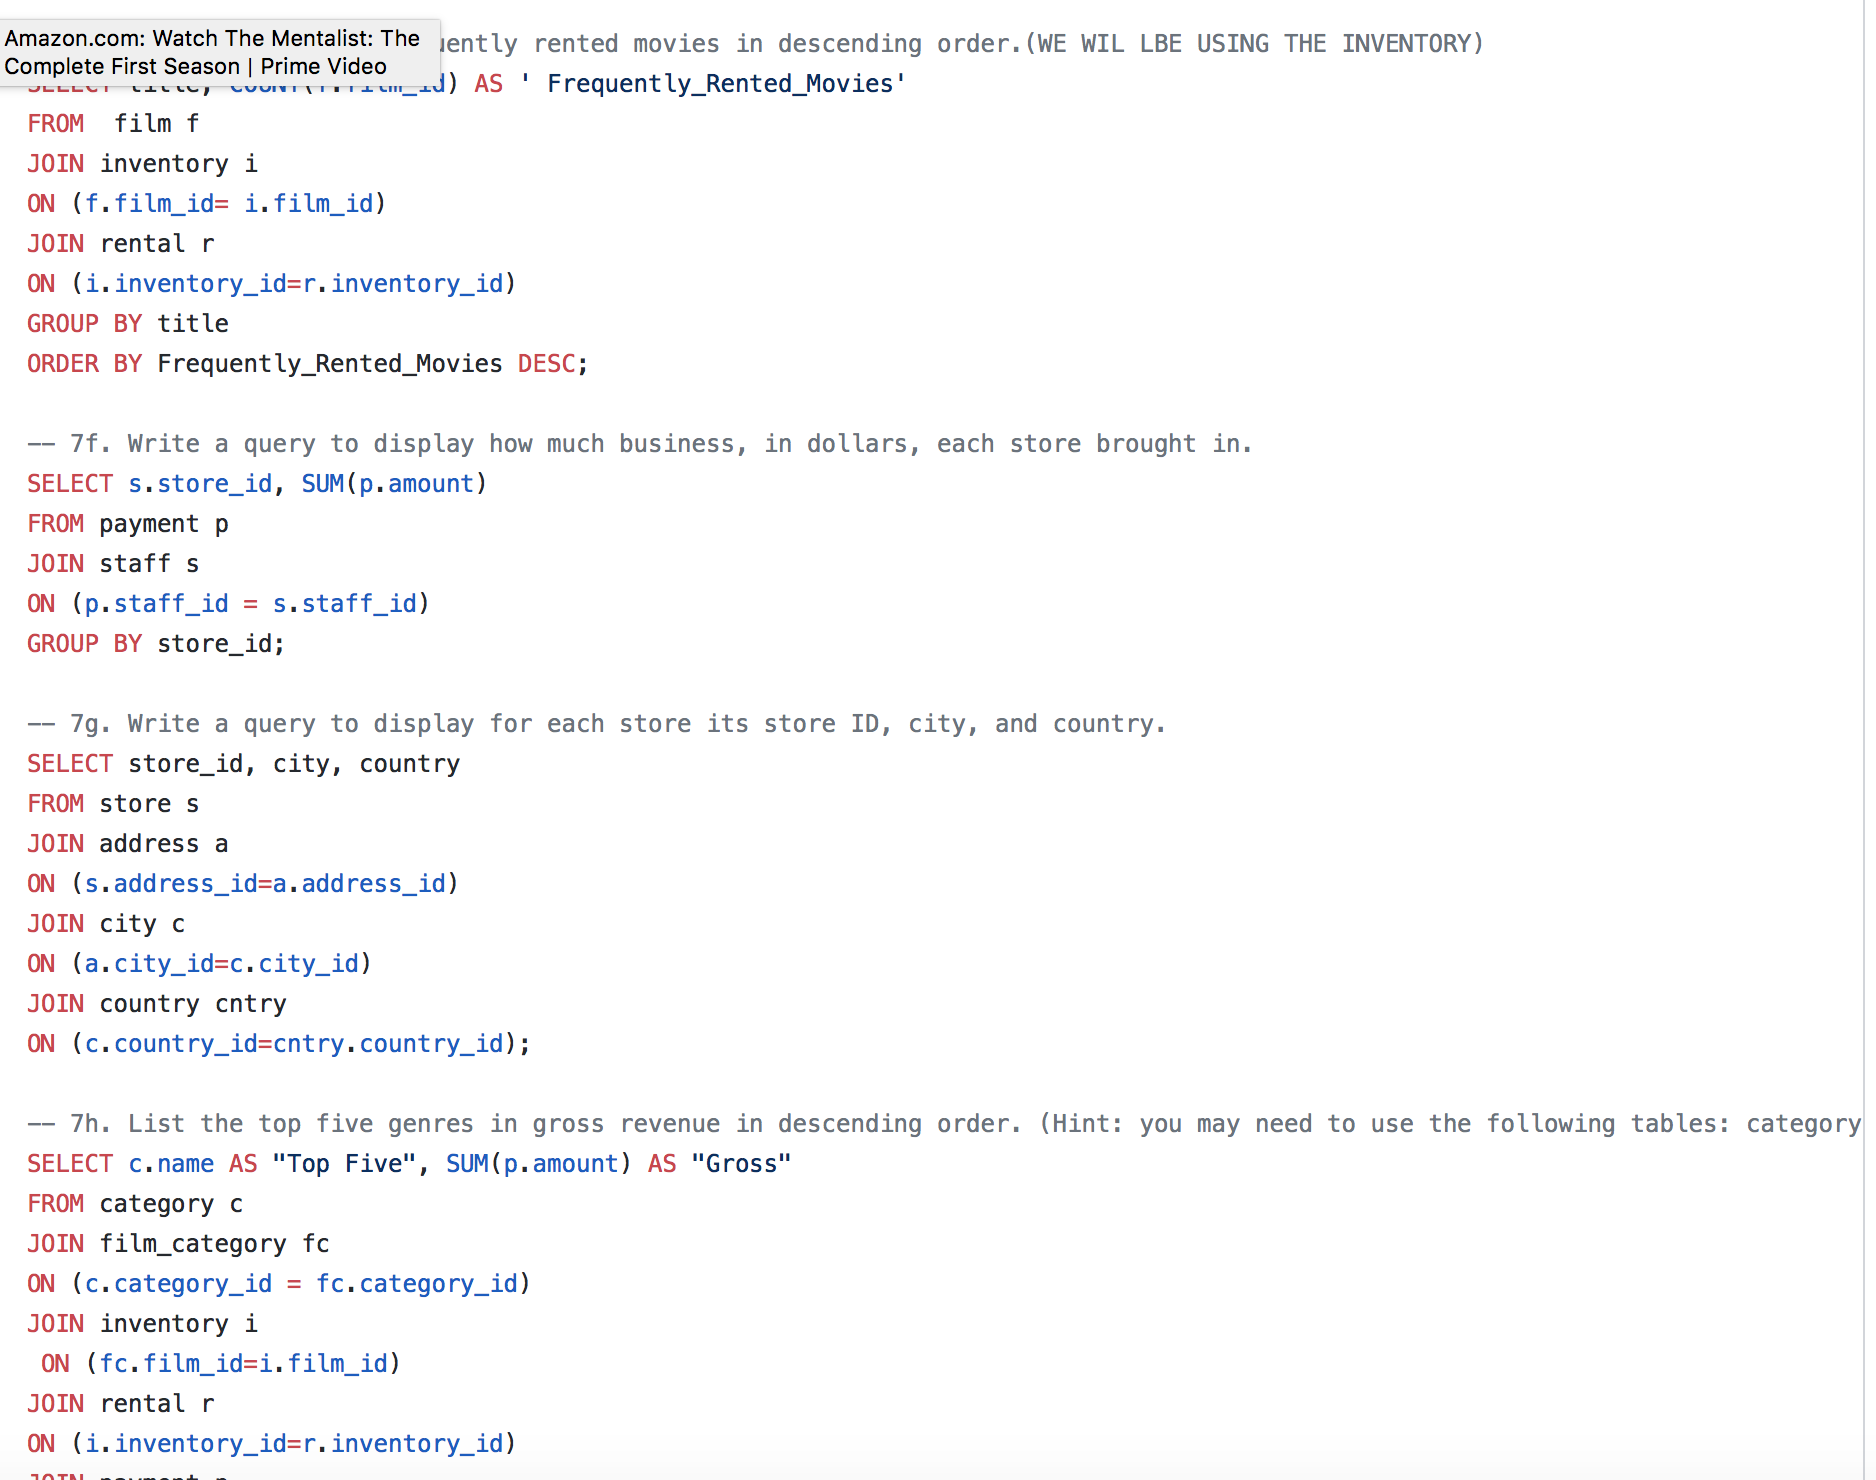 Amazon.com: Watch The Mentalist: The
Complete First Season | Prime Video
uently rented movies in descending order.(WE WIL LBE USING THE INVENTORY)
SELECT title, COUNT(f.film_id) AS ' Frequently_Rented_Movies'
FROM  film f
JOIN inventory i
ON (f.film_id= i.film_id)
JOIN rental r
ON (i.inventory_id=r.inventory_id)
GROUP BY title
ORDER BY Frequently_Rented_Movies DESC;
-- 7f. Write a query to display how much business, in dollars, each store brought in.
SELECT s.store_id, SUM(p.amount)
FROM payment p
JOIN staff s
ON (p.staff_id = s.staff_id)
GROUP BY store_id;
-- 7g. Write a query to display for each store its store ID, city, and country.
SELECT store_id, city, country
FROM store s
JOIN address a
ON (s.address_id=a.address_id)
JOIN city c
ON (a.city_id=c.city_id)
JOIN country cntry
ON (c.country_id=cntry.country_id);
-- 7h. List the top five genres in gross revenue in descending order. (Hint: you may need to use the following tables: category
SELECT c.name AS "Top Five", SUM(p.amount) AS "Gross"
FROM category c
JOIN film_category fc
ON (c.category_id = fc.category_id)
JOIN inventory i
 ON (fc.film_id=i.film_id)
JOIN rental r
ON (i.inventory_id=r.inventory_id)
JOIN payment p